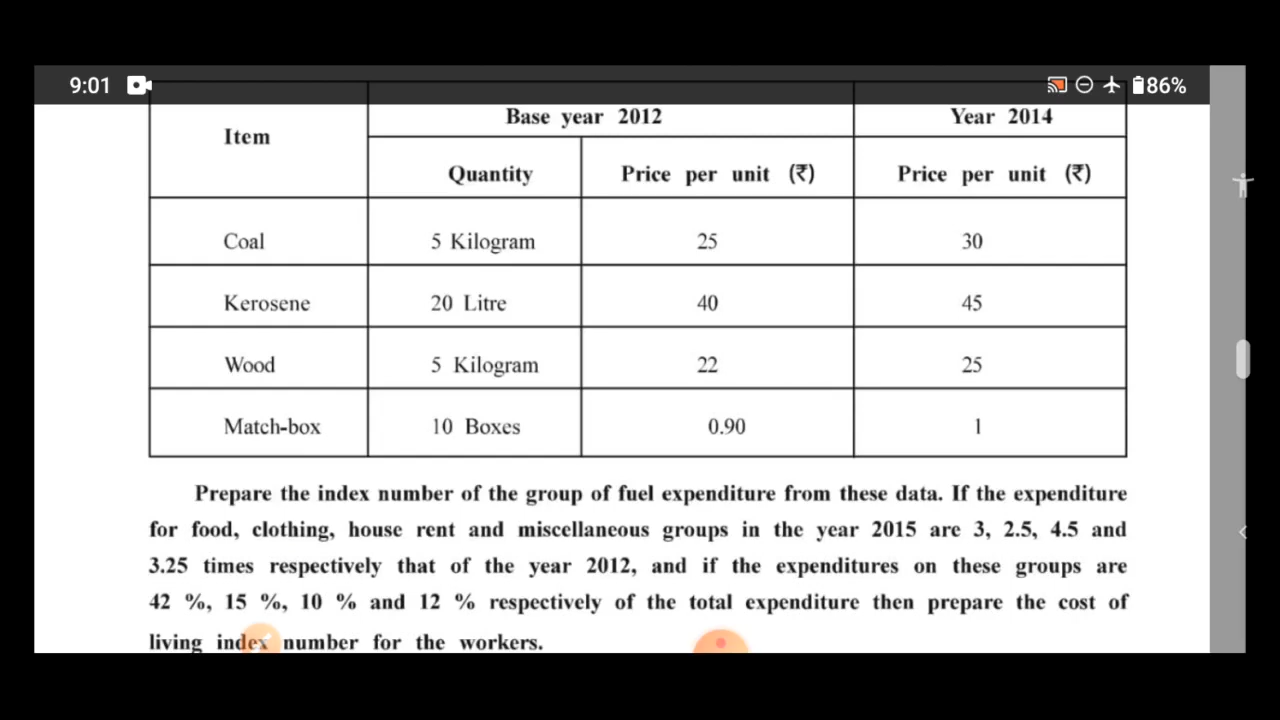 9:01 86%
Base year 2012 Year 2014
Item
Quantity Price per unit (₹) Price per unit (₹)
Coal 5 Kilogram 25 30
Kerosene 20 Litre 40 45
Wood 5 Kilogram 22 25
Match-box 10 Boxes 0.90 1
Prepare the index number of the group of fuel expenditure from these data. If the expenditure
for food, clothing, house rent and miscellaneous groups in the year 2015 are 3, 2.5, 4.5 and
3.25 times respectively that of the year 2012, and if the expenditures on these groups are
42 %, 15 %, 10 % and 12 % respectively of the total expenditure then prepare the cost of
living index number for the workers.